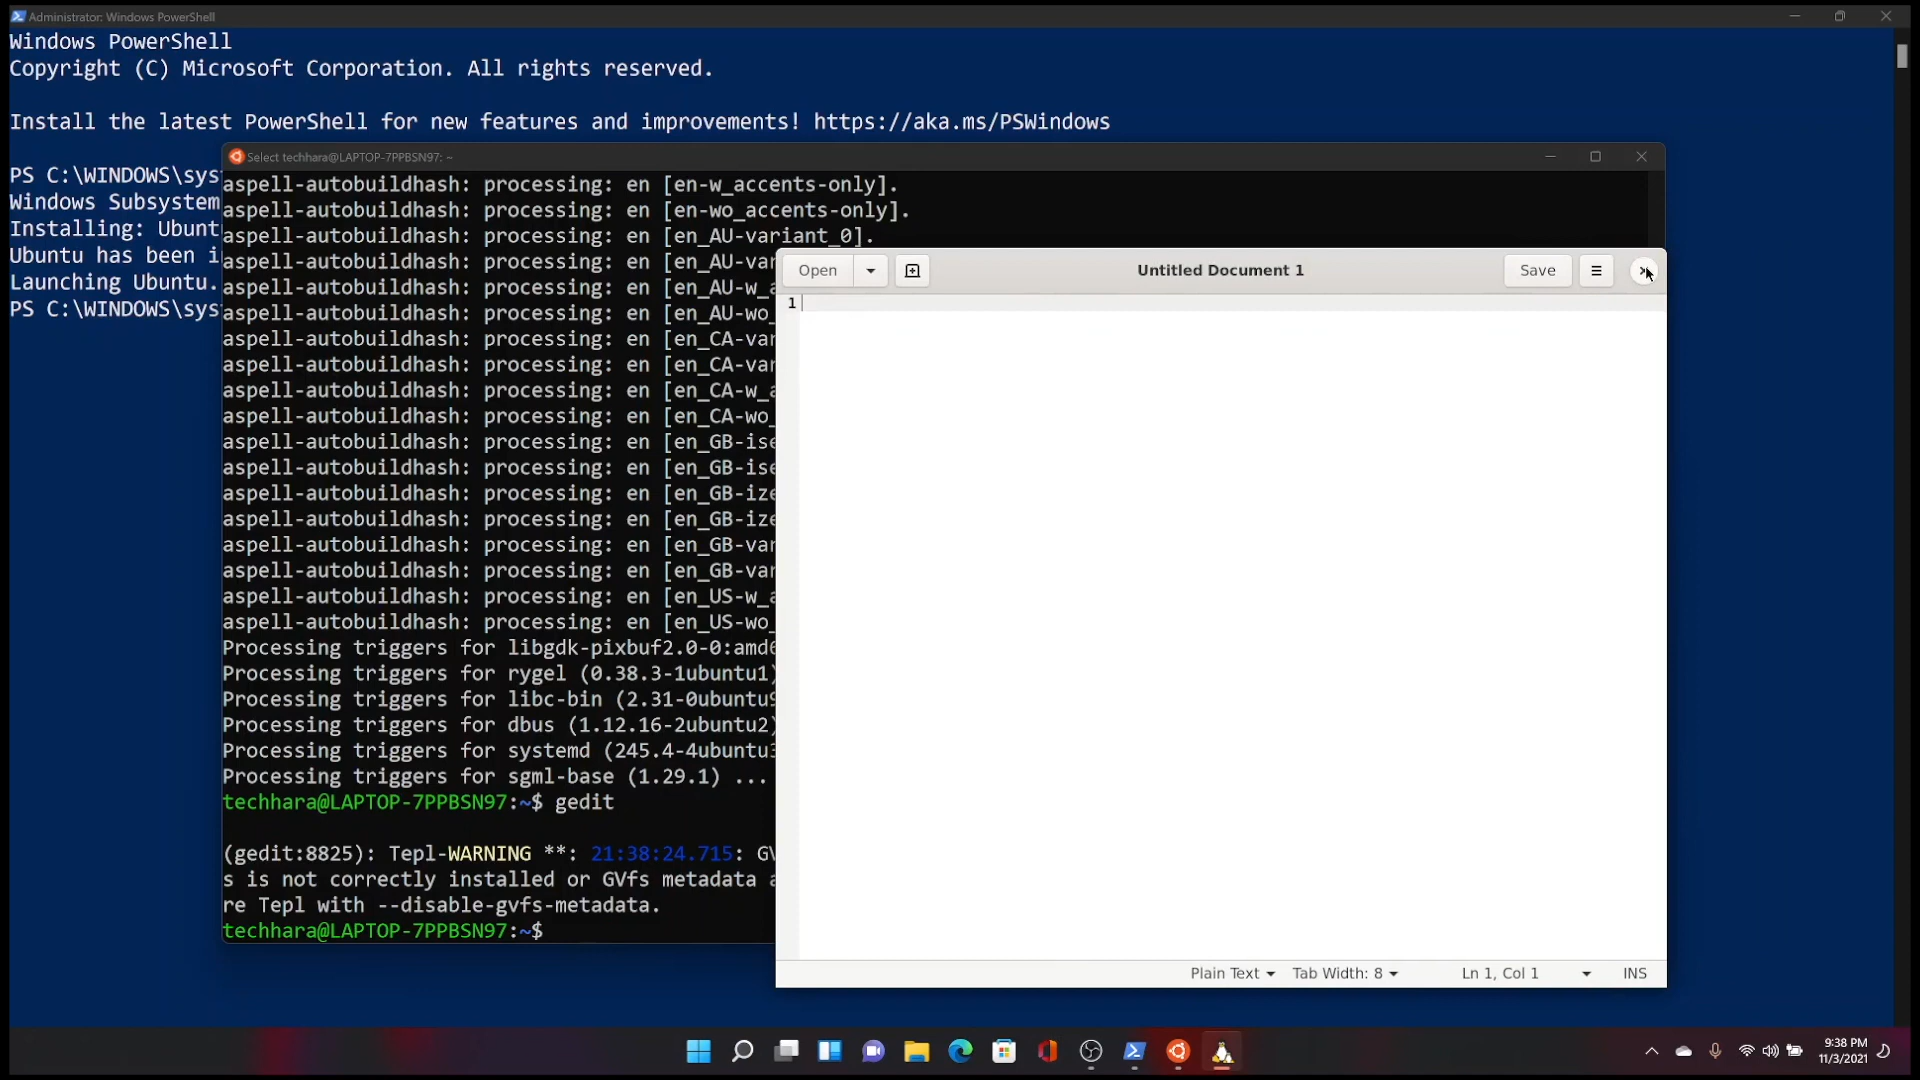 Administrator: Windows PowerShell
Windows PowerShell
Copyright (C) Microsoft Corporation. All rights reserved.
Install the latest PowerShell for new features and improvements! https://aka.ms/PSWindows
PS C:\WINDOWS\sys
Windows Subsystem
Installing: Ubunt
Ubuntu has been i
Launching Ubuntu.
PS C:\WINDOWS\sys
Select techhara@LAPTOP-7PPBSN97: ~
aspell-autobuildhash: processing: en [en-w_accents-only].
aspell-autobuildhash: processing: en [en-wo_accents-only].
aspell-autobuildhash: processing: en [en_AU-variant_0].
aspell-autobuildhash: processing: en [en_AU-va
aspell-autobuildhash: processing: en [en_AU-w_a
aspell-autobuildhash: processing: en [en_AU-wo_
aspell-autobuildhash: processing: en [en_CA-va
aspell-autobuildhash: processing: en [en_CA-var
aspell-autobuildhash: processing: en [en_CA-w_a
aspell-autobuildhash: processing: en [en_CA-wo_
aspell-autobuildhash: processing: en [en_GB-ise
aspell-autobuildhash: processing: en [en_GB-ise
aspell-autobuildhash: processing: en [en_GB-ize
aspell-autobuildhash: processing: en [en_GB-ize
aspell-autobuildhash: processing: en [en_GB-var
aspell-autobuildhash: processing: en [en_GB-var
aspell-autobuildhash: processing: en [en_US-w_a
aspell-autobuildhash: processing: en [en_US-wo_
Processing triggers for libgdk-pixbuf2.0-0:amd6
Processing triggers for rygel (0.38.3-1ubuntu1)
Processing triggers for libc-bin (2.31-0ubuntu9
Processing triggers for dbus (1.12.16-2ubuntu2)
Processing triggers for systemd (245.4-4ubuntu3
Processing triggers for sgml-base (1.29.1) ...
techhara@LAPTOP-7PPBSN97:~$ gedit
(gedit:8825): Tepl-WARNING **: 21:38:24.715: GV
s is not correctly installed or GVfs metadata a
re Tepl with --disable-gvfs-metadata.
techhara@LAPTOP-7PPBSN97:~$
Open
Untitled Document 1
Save
1
Plain Text Tab Width: 8 Ln 1, Col 1 INS
9:38 PM
11/3/2021